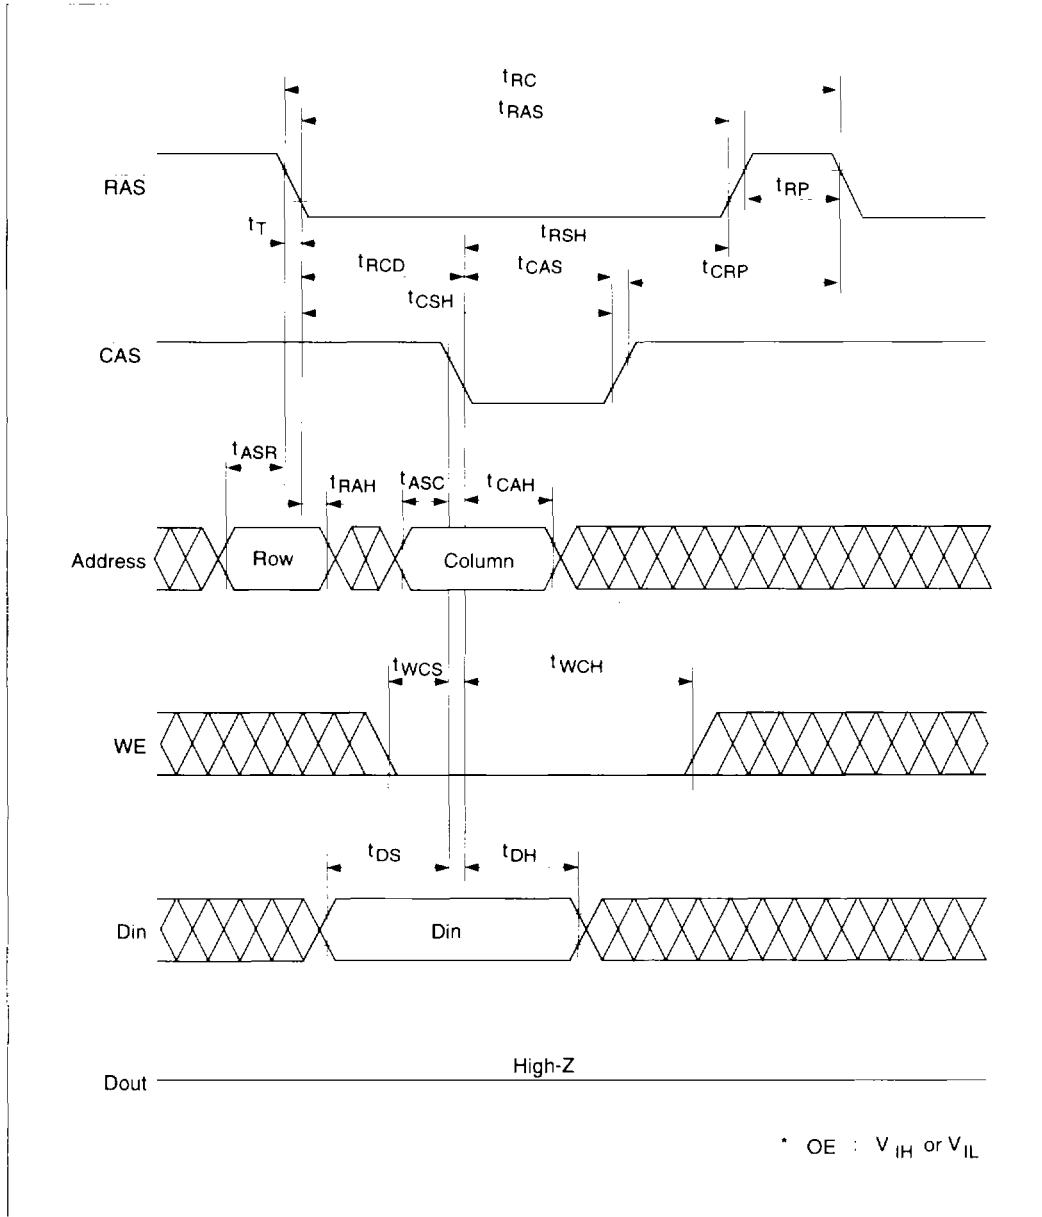 tRC
tRAS
RAS
tRP
tT
tRSH
tRCD
tCAS
tCRP
tCSH
CAS
tASR
tRAH
tASC
tCAH
Address
Row
Column
tWCS
tWCH
WE
tDS
tDH
Din
Din
High-Z
Dout
* OE : VIH or VIL